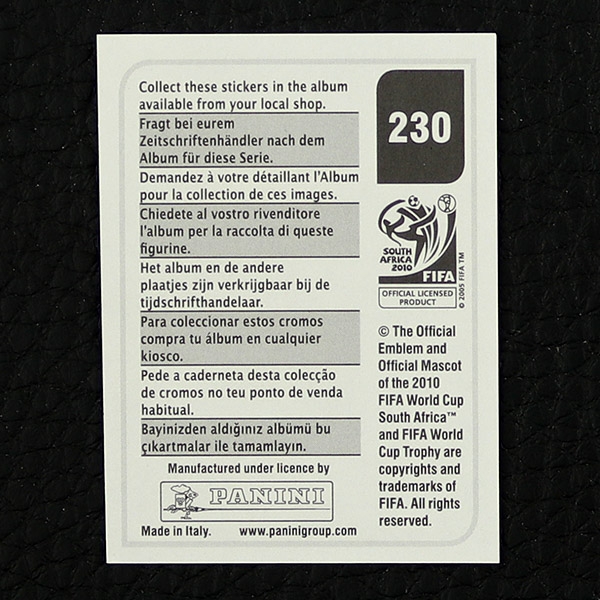 Collect these stickers in the album
available from your local shop.
Fragt bei eurem
Zeitschriftenhändler nach dem
Album für diese Serie.
Demandez à votre détaillant l'Album
pour la collection de ces images.
Chiedete al vostro rivenditore
l'album per la raccolta di queste
figurine.
Het album en de andere
plaatjes zijn verkrijgbaar bij de
tijdschrifthandelaar.
Para coleccionar estos cromos
compra tu álbum en cualquier
kiosco.
Pede a caderneta desta colecção
de cromos no teu ponto de venda
habitual.
Bayinizden aldığınız albümü bu
çıkartmalar ile tamamlayın.
Manufactured under licence by
PANINI
Made in Italy. www.paninigroup.com
230
SOUTH
AFRICA
2010
FIFA
OFFICIAL LICENSED
PRODUCT
© 2005 FIFA TM
© The Official
Emblem and
Official Mascot
of the 2010
FIFA World Cup
South Africa™
and FIFA World
Cup Trophy are
copyrights and
trademarks of
FIFA. All rights
reserved.